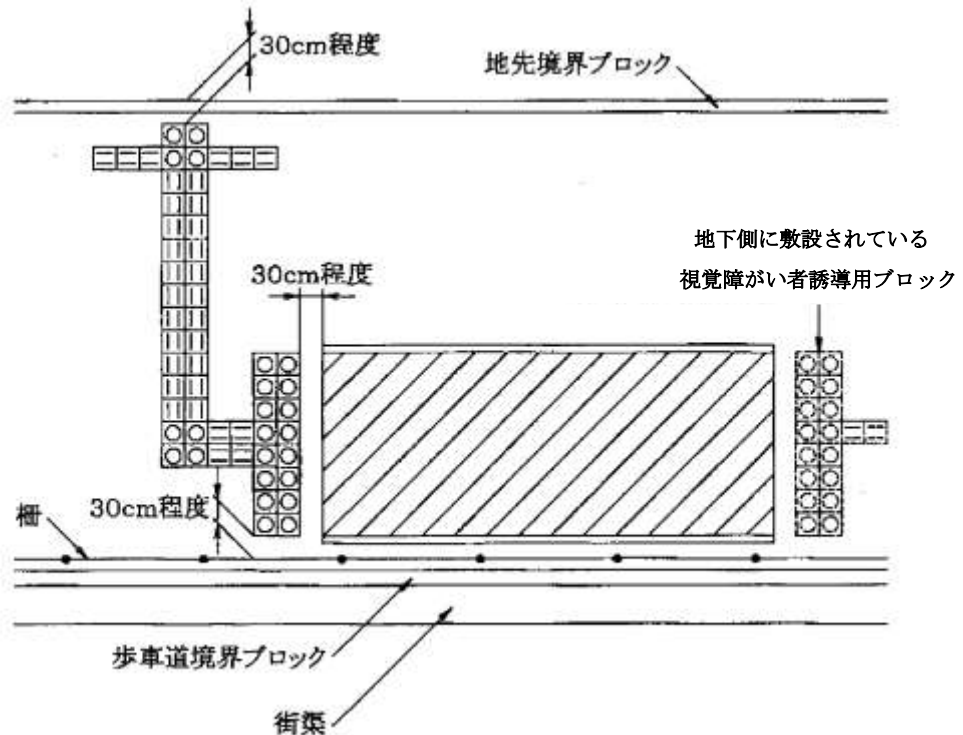 30cm程度
地先境界ブロック
地下側に敷設されている
視覚障がい者誘導用ブロック
30cm程度
30cm程度
柵
歩車道境界ブロック
街渠